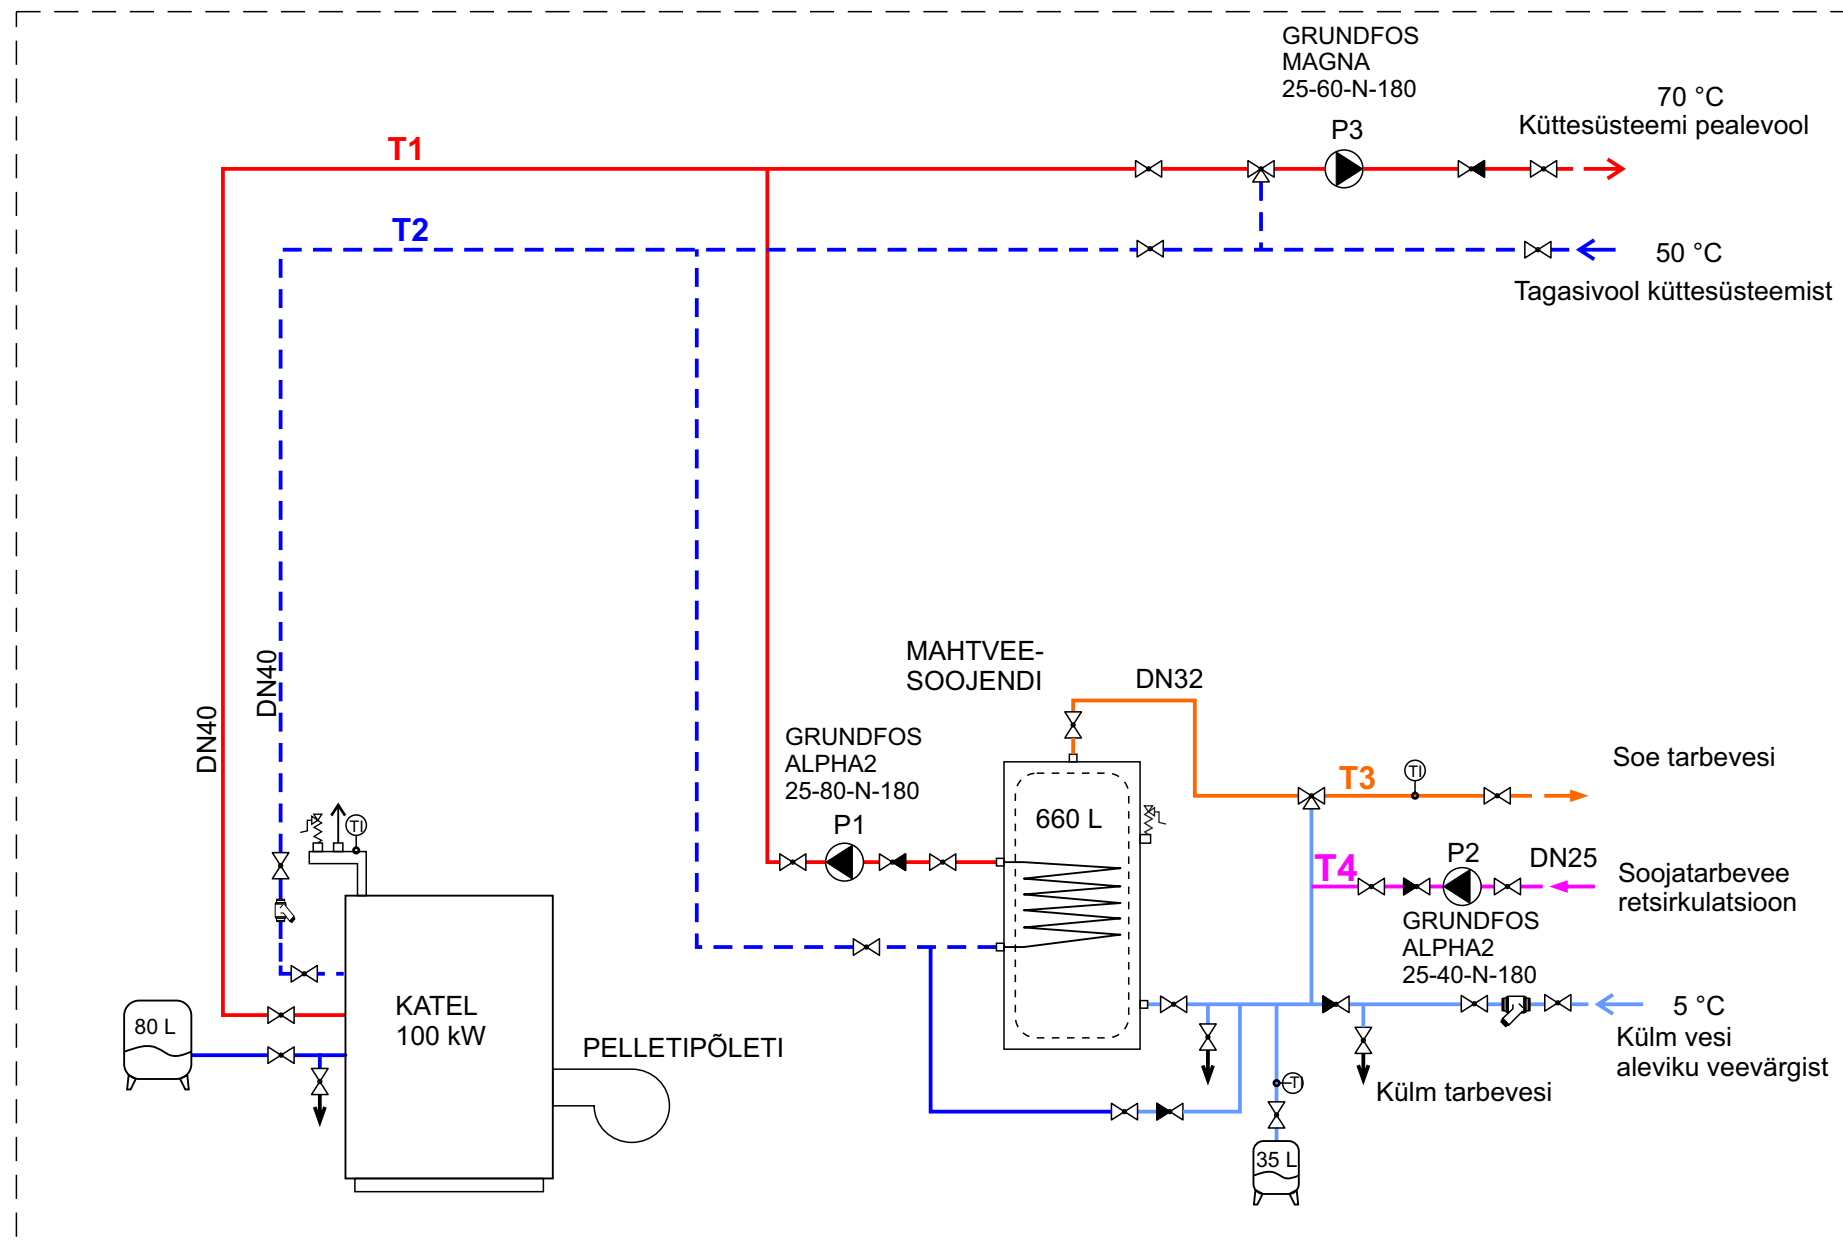 GRUNDFOS
MAGNA
25-60-N-180
P3
70 °C
Küttesüsteemi pealevool
T1
T2
50 °C
Tagasivool küttesüsteemist
DN40
DN40
MAHTVEE-
SOOJENDI
DN32
GRUNDFOS
ALPHA2
25-80-N-180
P1
660 L
T3
TI
Soe tarbevesi
T4
P2
DN25
Soojatarbevee
retsirkulatsioon
GRUNDFOS
ALPHA2
25-40-N-180
TI
KATEL
100 kW
80 L
PELLETIPÕLETI
5 °C
Külm vesi
aleviku veevärgist
TI
Külm tarbevesi
35 L